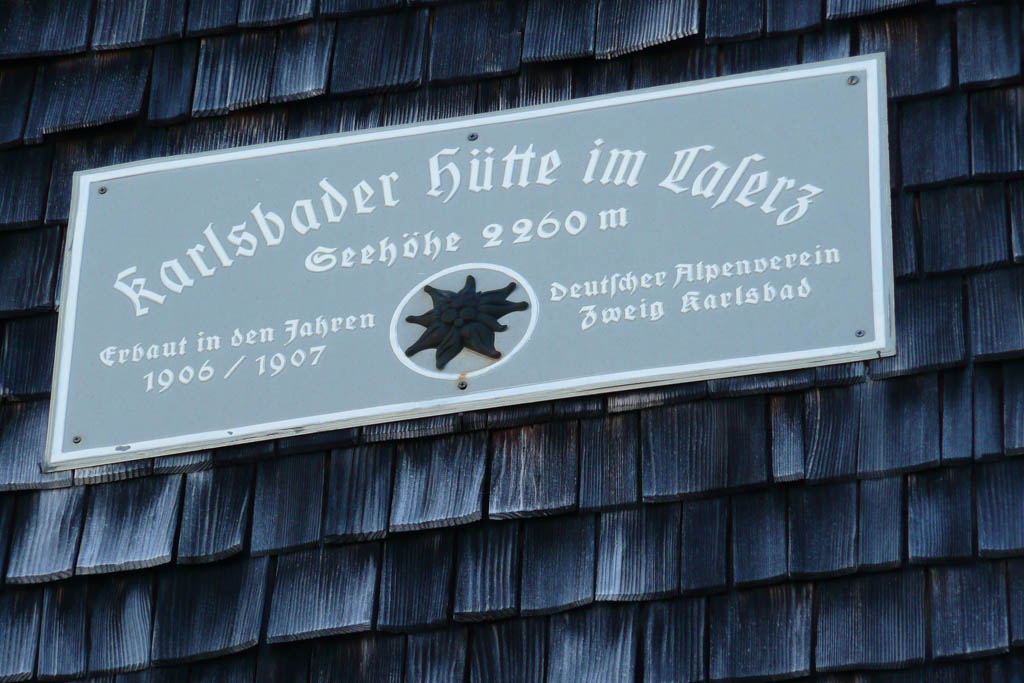 Karlsbader Hütte im Laſerz
Seehöhe 2260 m
Erbaut in den Jahren
1906 / 1907
Deutſcher Alpenverein
Zweig Karlsbad